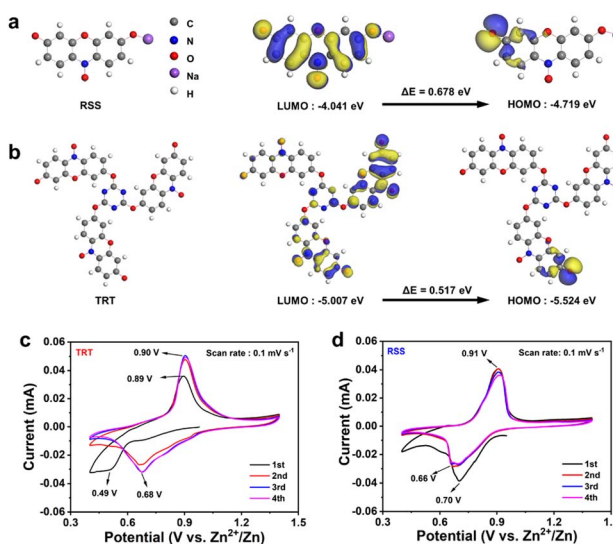 a
C
N
O
Na
H
RSS
LUMO : -4.041 eV
ΔE = 0.678 eV
HOMO : -4.719 eV
b
TRT
LUMO : -5.007 eV
ΔE = 0.517 eV
HOMO : -5.524 eV
c
TRT
Scan rate : 0.1 mV s⁻¹
0.90 V
0.89 V
0.49 V
0.68 V
1st
2nd
3rd
4th
0.06
0.04
0.02
0.00
-0.02
-0.04
-0.06
Current (mA)
0.3 0.6 0.9 1.2 1.5
Potential (V vs. Zn²⁺/Zn)
d
RSS
Scan rate: 0.1 mV s⁻¹
0.91 V
0.66 V
0.70 V
1st
2nd
3rd
4th
0.06
0.04
0.02
0.00
-0.02
-0.04
-0.06
Current (mA)
0.3 0.6 0.9 1.2
Potential (V vs. Zn²⁺/Zn)